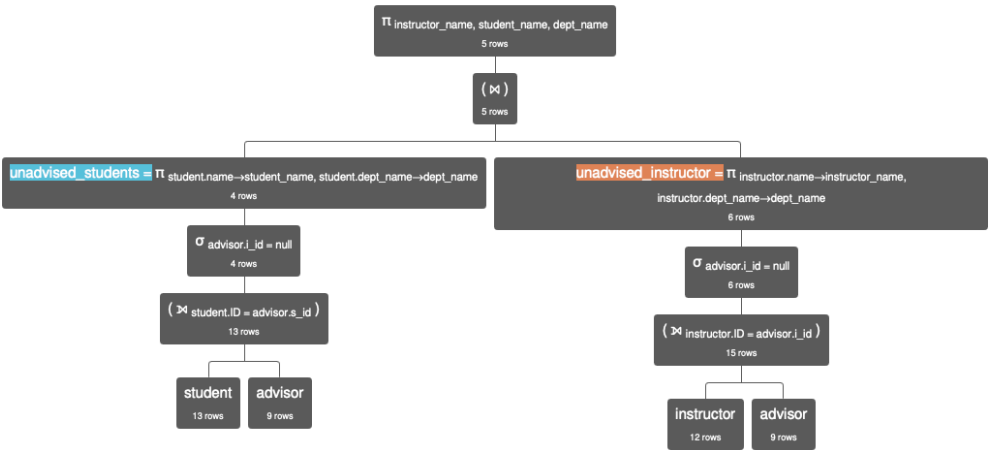 π instructor_name, student_name, dept_name
5 rows
( ⋈ )
5 rows
unadvised_students = π student.name→student_name, student.dept_name→dept_name
4 rows
unadvised_instructor = π instructor.name→instructor_name,
instructor.dept_name→dept_name
6 rows
σ advisor.i_id = null
4 rows
σ advisor.i_id = null
6 rows
( ⟕ student.ID = advisor.s_id )
13 rows
( ⟕ instructor.ID = advisor.i_id )
15 rows
student
13 rows
advisor
9 rows
instructor
12 rows
advisor
9 rows